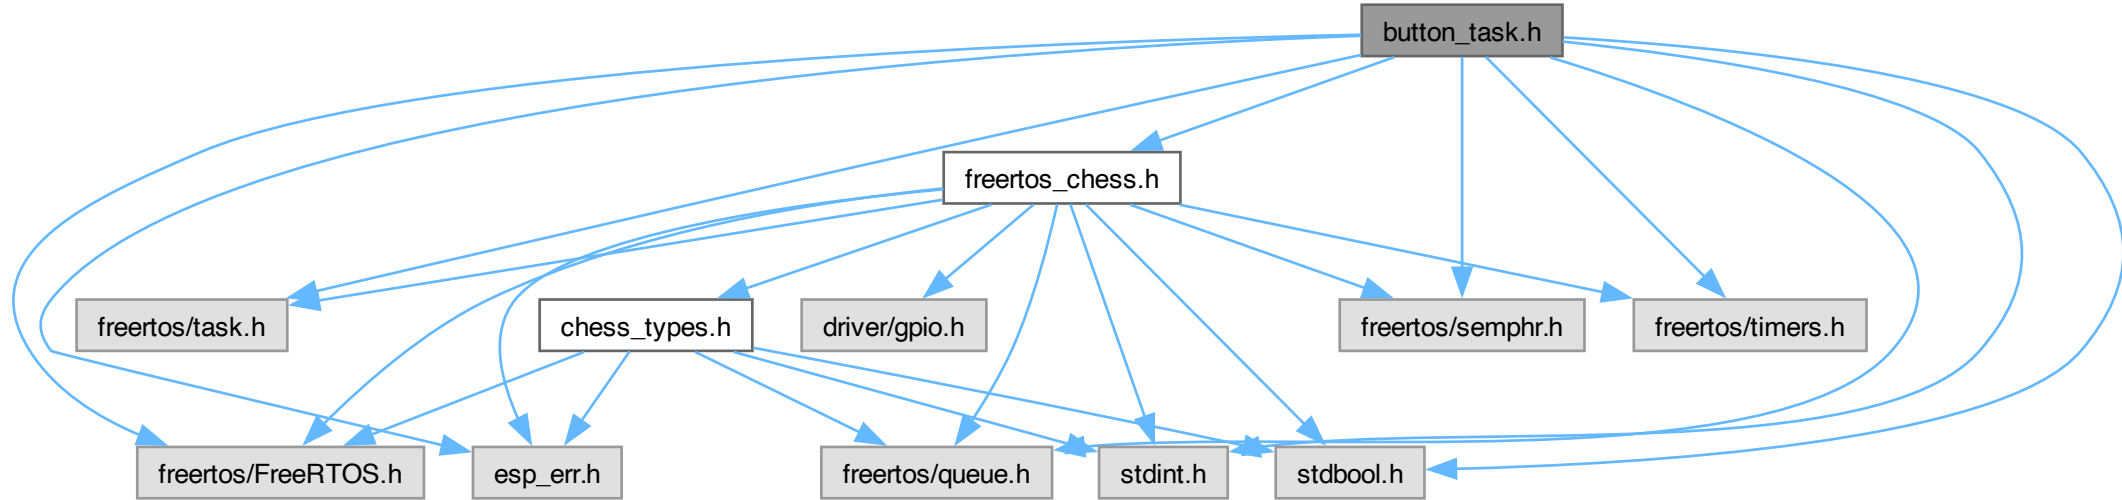 button_task.h
freertos_chess.h
freertos/task.h
chess_types.h
driver/gpio.h
freertos/semphr.h
freertos/timers.h
freertos/FreeRTOS.h
esp_err.h
freertos/queue.h
stdint.h
stdbool.h